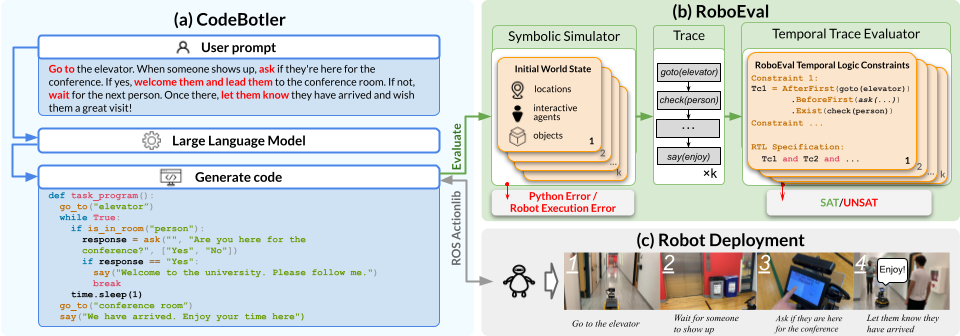 (a) CodeBotler
User prompt
Go to the elevator. When someone shows up, ask if they're here for the
conference. If yes, welcome them and lead them to the conference room. If not,
wait for the next person. Once there, let them know they have arrived and wish
them a great visit!
Large Language Model
Generate code
def task_program():
go_to("elevator")
while True:
if is_in_room("person"):
response = ask("", "Are you here for the
conference?", ["Yes", "No"])
if response == "Yes":
say("Welcome to the university. Please follow me.")
break
time.sleep(1)
go_to("conference room")
say("We have arrived. Enjoy your time here")
Evaluate
ROS Actionlib
(b) RoboEval
Symbolic Simulator
Initial World State
locations
interactive
agents
objects
1
2
...
k
Python Error /
Robot Execution Error
Trace
goto(elevator)
check(person)
...
say(enjoy)
×k
Temporal Trace Evaluator
RoboEval Temporal Logic Constraints
Constraint 1:
Tc1 = AfterFirst(goto(elevator))
.BeforeFirst(ask(...))
.Exist(check(person))
Constraint ...
RTL Specification:
Tc1 and Tc2 and ...
1
2
...
k
SAT/UNSAT
(c) Robot Deployment
1
2
3
4
Enjoy!
Go to the elevator
Wait for someone
to show up
Ask if they are here
for the conference
Let them know they
have arrived